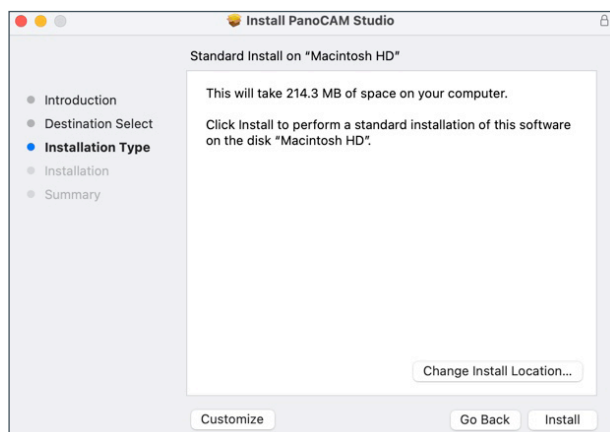 Install PanoCAM Studio
Standard Install on “Macintosh HD”
Introduction
Destination Select
Installation Type
Installation
Summary
This will take 214.3 MB of space on your computer.
Click Install to perform a standard installation of this software
on the disk “Macintosh HD”.
Change Install Location...
Customize
Go Back
Install